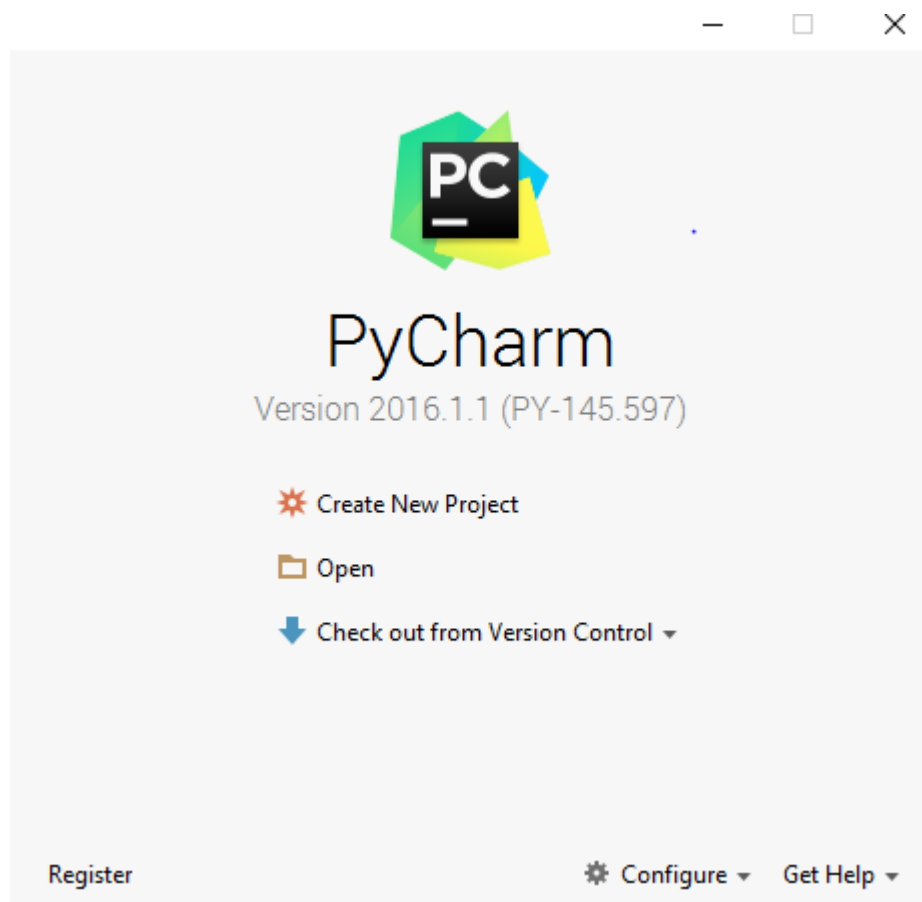 PC
PyCharm
Version 2016.1.1 (PY-145.597)
Create New Project
Open
Check out from Version Control
Register Configure Get Help